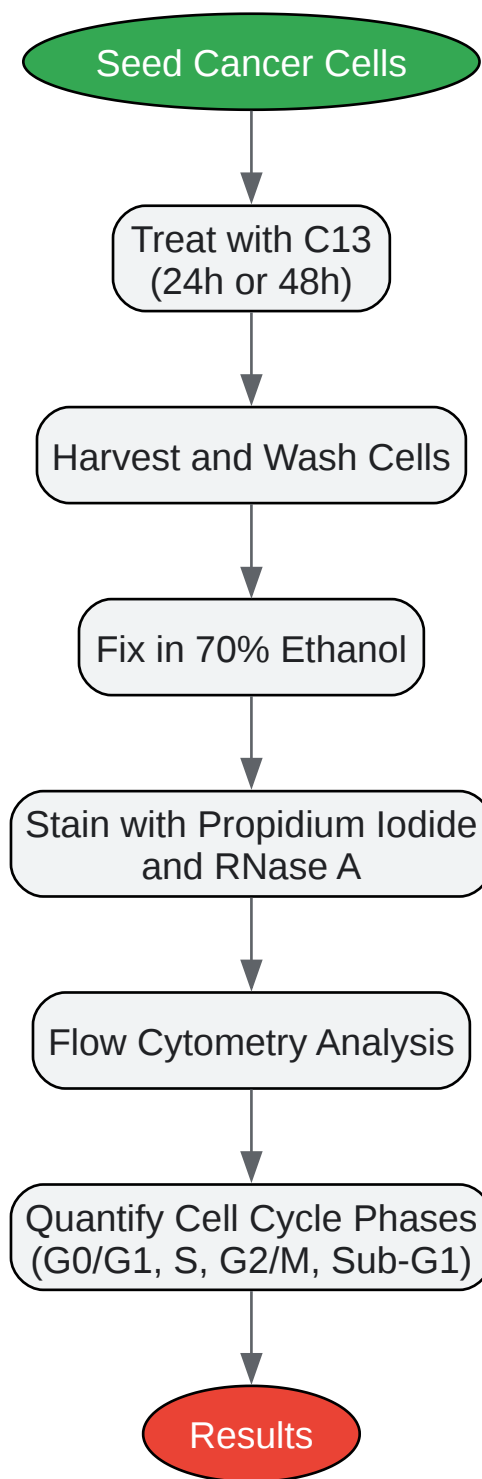 Seed Cancer Cells
Treat with C13
(24h or 48h)
Harvest and Wash Cells
Fix in 70% Ethanol
Stain with Propidium Iodide
and RNase A
Flow Cytometry Analysis
Quantify Cell Cycle Phases
(G0/G1, S, G2/M, Sub-G1)
Results